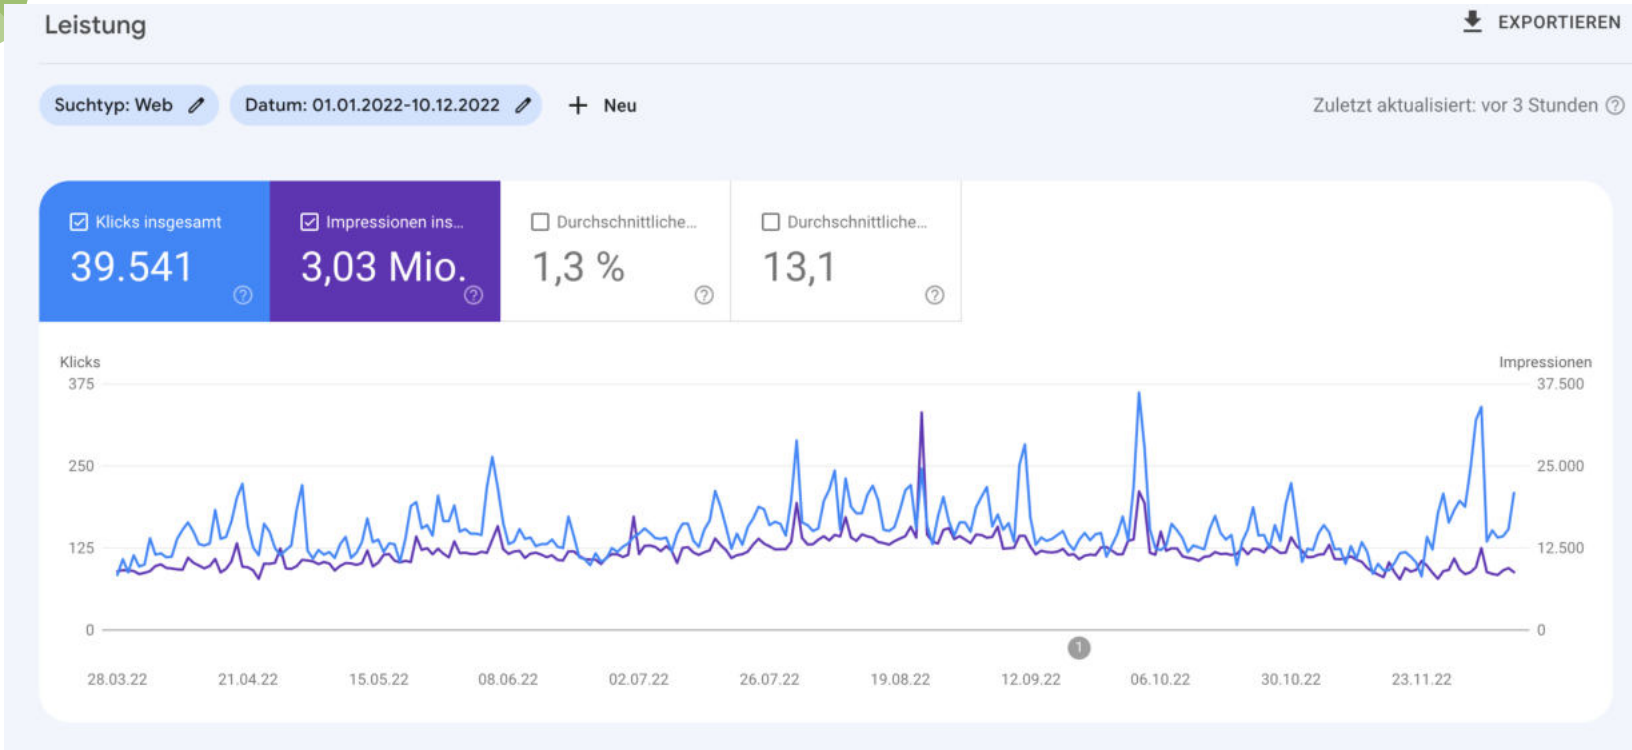 Leistung
EXPORTIEREN
Suchtyp: Web
Datum: 01.01.2022-10.12.2022
Neu
Zuletzt aktualisiert: vor 3 Stunden
Klicks insgesamt
Impressionen ins...
Durchschnittliche...
Durchschnittliche...
39.541
3,03 Mio.
1,3 %
13,1
Klicks
Impressionen
375
37.500
250
25.000
125
12.500
0
0
1
28.03.22
21.04.22
15.05.22
08.06.22
02.07.22
26.07.22
19.08.22
12.09.22
06.10.22
30.10.22
23.11.22